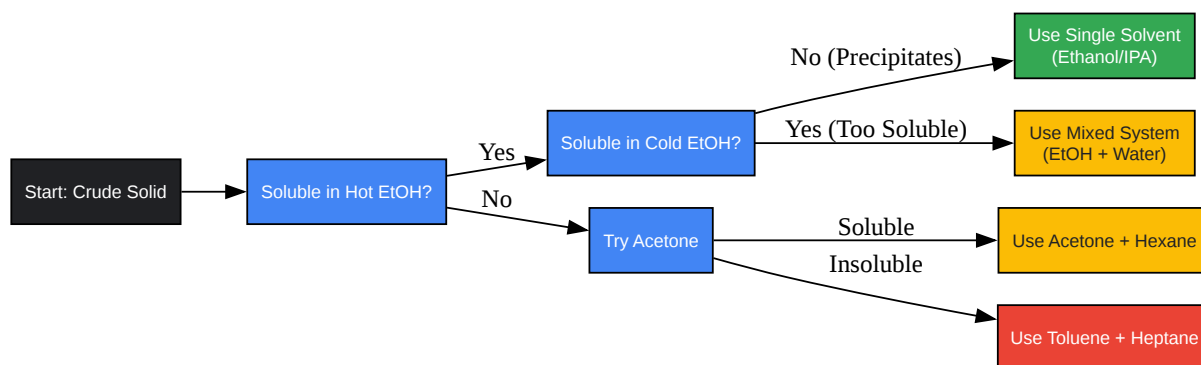 Start: Crude Solid
Soluble in Hot EtOH?
Yes
No
Soluble in Cold EtOH?
Try Acetone
No (Precipitates)
Yes (Too Soluble)
Soluble
Insoluble
Use Single Solvent
(Ethanol/IPA)
Use Mixed System
(EtOH + Water)
Use Acetone + Hexane
Use Toluene + Heptane